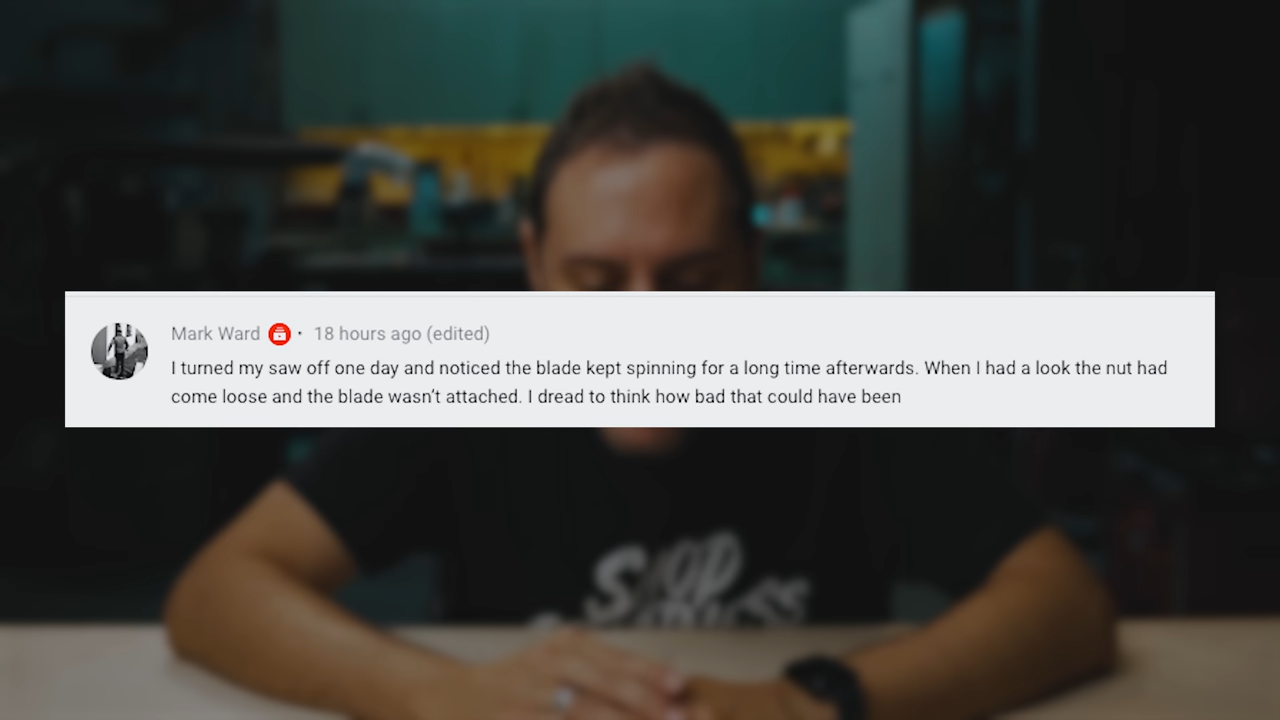 Mark Ward · 18 hours ago (edited)
I turned my saw off one day and noticed the blade kept spinning for a long time afterwards. When I had a look the nut had
come loose and the blade wasn't attached. I dread to think how bad that could have been